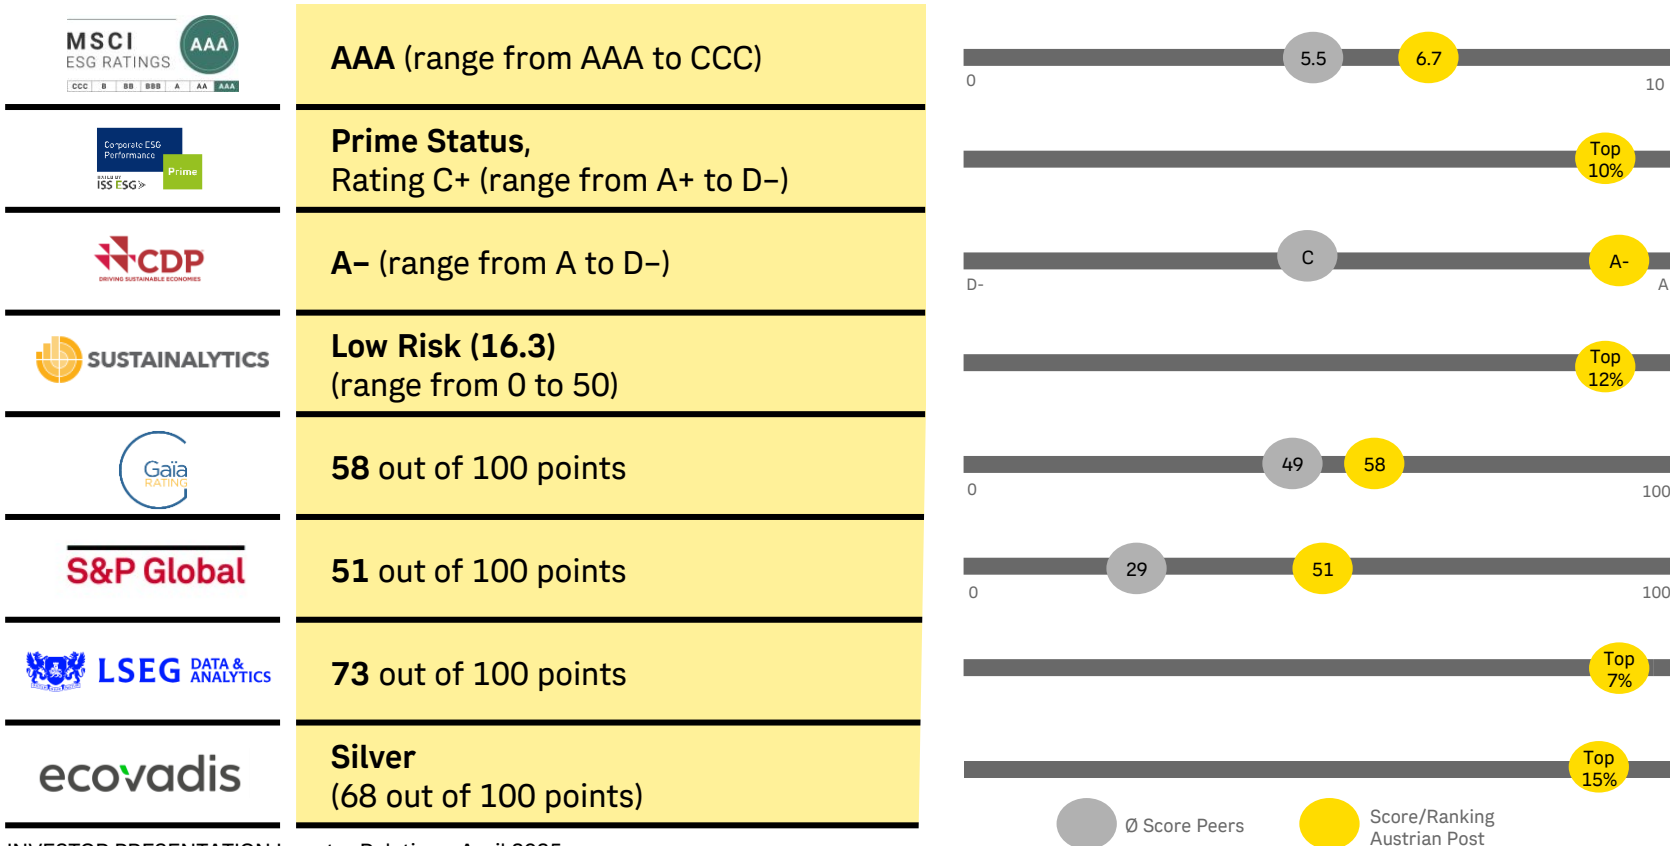 MSCI
ESG RATINGS
AAA
CCC B BB BBB A AA AAA
AAA (range from AAA to CCC)
5.5
6.7
0
10
Corporate ESG
Performance
Prime
RATED BY
ISS ESG
Prime Status,
Rating C+ (range from A+ to D–)
Top
10%
CDP
DRIVING SUSTAINABLE ECONOMIES
A– (range from A to D–)
C
A-
D-
A
SUSTAINALYTICS
Low Risk (16.3)
(range from 0 to 50)
Top
12%
Gaïa
RATING
58 out of 100 points
49
58
0
100
S&P Global
51 out of 100 points
29
51
0
100
LSEG DATA &
ANALYTICS
73 out of 100 points
Top
7%
ecovadis
Silver
(68 out of 100 points)
Top
15%
Ø Score Peers
Score/Ranking
Austrian Post
INVESTOR PRESENTATION